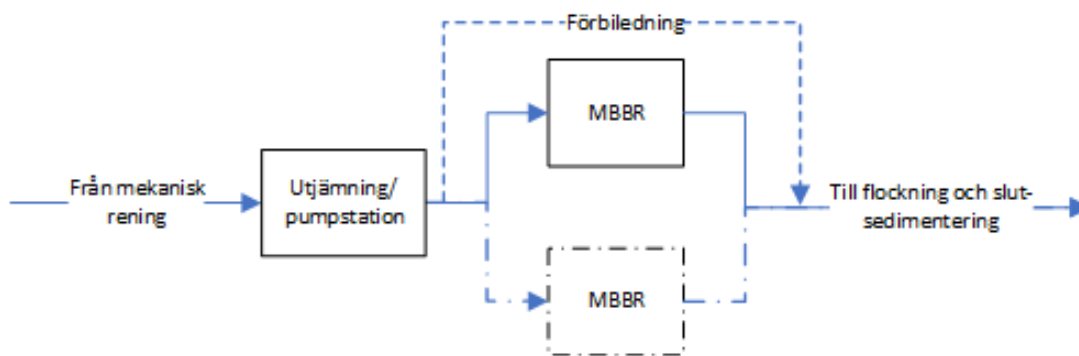 Förbiledning
MBBR
Från mekanisk
rening
Utjämning/
pumpstation
Till flockning och slut-
sedimentering
MBBR